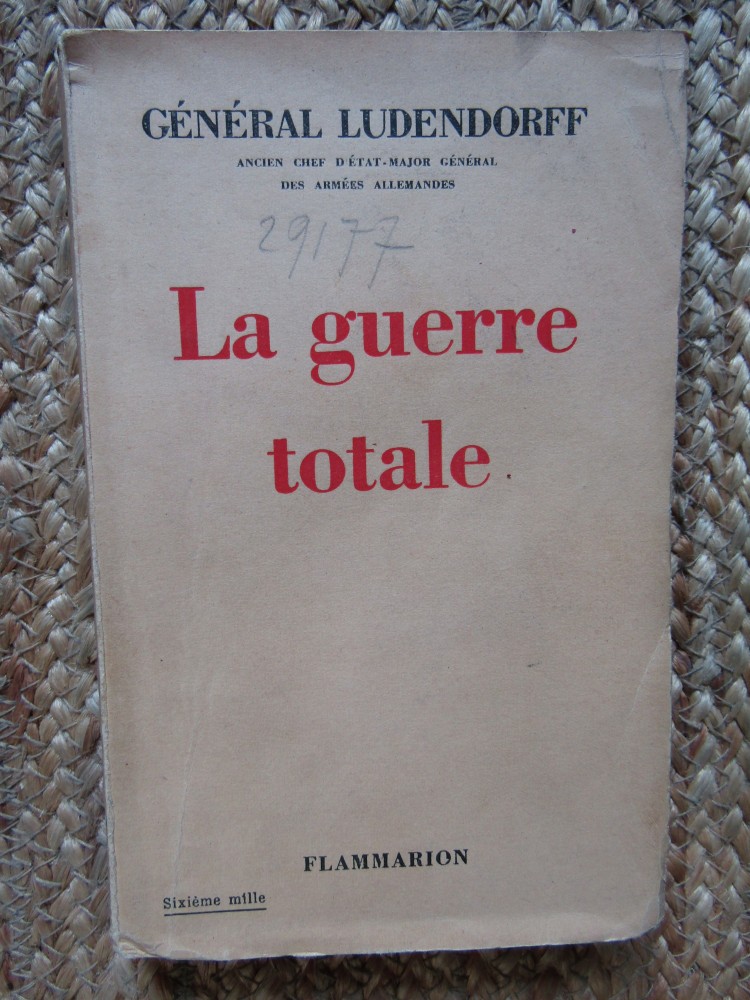 GÉNÉRAL LUDENDORFF
ANCIEN CHEF D'ÉTAT-MAJOR GÉNÉRAL
DES ARMÉES ALLEMANDES
29177
La guerre
totale
FLAMMARION
Sixième mille